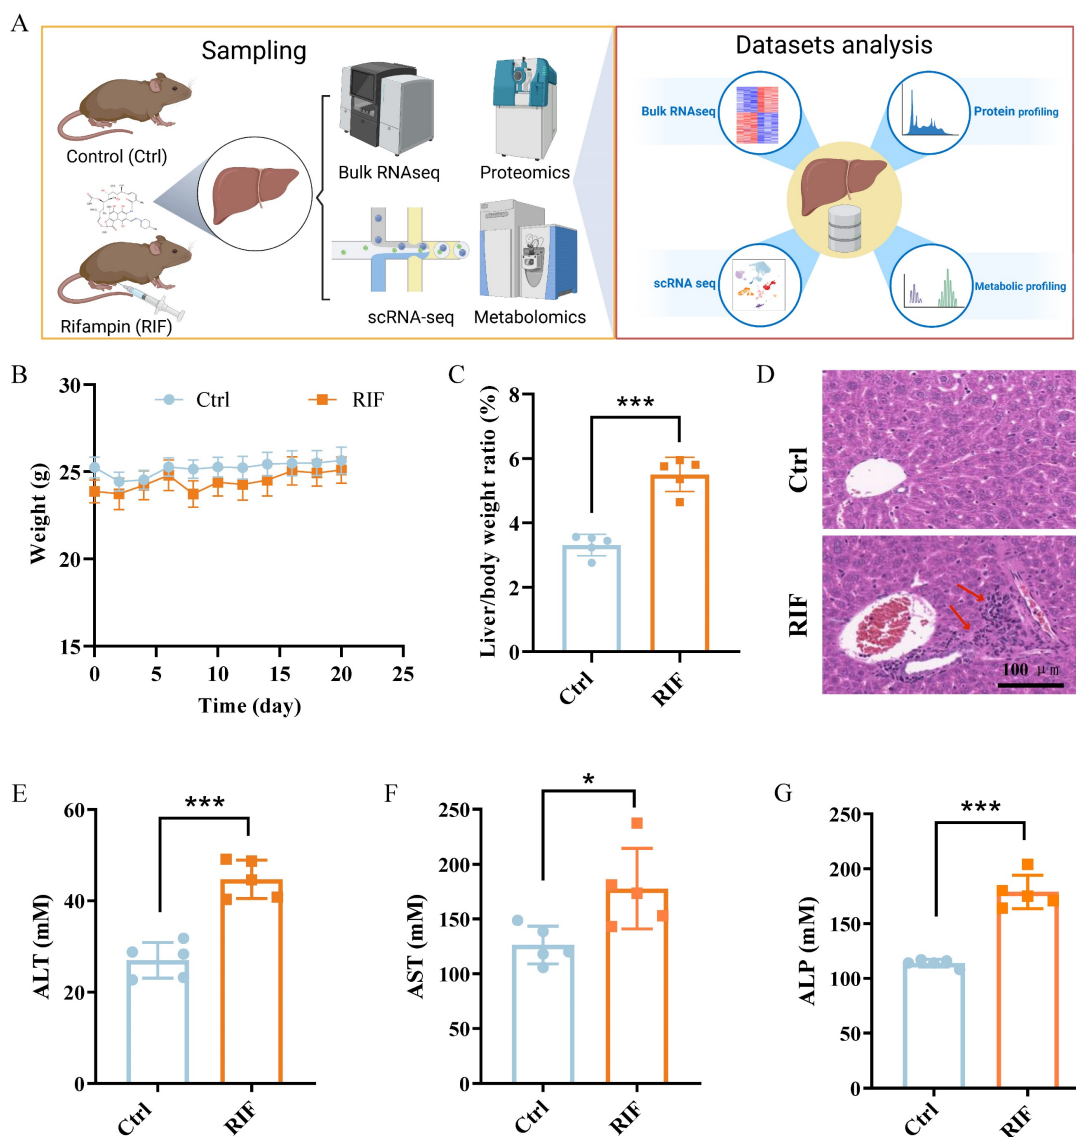 A
Sampling
Datasets analysis
Control (Ctrl)
Rifampin (RIF)
Bulk RNAseq
Proteomics
scRNA-seq
Metabolomics
Bulk RNAseq
Protein profiling
scRNA seq
Metabolic profiling
B
30
25
20
15
Weight (g)
Ctrl
RIF
0
5
10
15
20
25
Time (day)
C
***
8
6
4
2
0
Liver/body weight ratio (%)
Ctrl
RIF
D
Ctrl
RIF
100 μm
E
***
60
40
20
0
ALT (mM)
Ctrl
RIF
F
*
250
200
150
100
50
0
AST (mM)
Ctrl
RIF
G
***
250
200
150
100
50
0
ALP (mM)
Ctrl
RIF